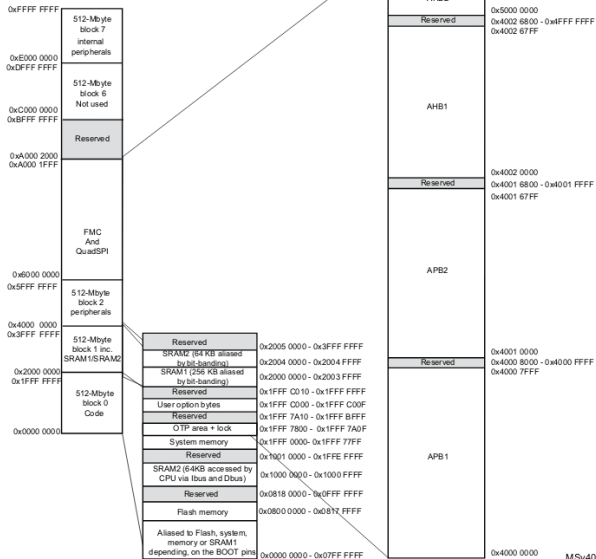 0xFFFF FFFF
512-Mbyte
block 7
internal
peripherals
0xE000 0000
0xDFFF FFFF
512-Mbyte
block 6
Not used
0xC000 0000
0xBFFF FFFF
Reserved
0xA000 2000
0xA000 1FFF
FMC
And
QuadSPI
0x6000 0000
0x5FFF FFFF
512-Mbyte
block 2
peripherals
0x4000 0000
0x3FFF FFFF
512-Mbyte
block 1 inc.
SRAM1/SRAM2
0x2000 0000
0x1FFF FFFF
512-Mbyte
block 0
Code
0x0000 0000
Reserved
0x2005 0000 - 0x3FFF FFFF
SRAM2 (64 KB aliased
by bit-banding)
0x2004 0000 - 0x2004 FFFF
SRAM1 (256 KB aliased
by bit-banding)
0x2000 0000 - 0x2003 FFFF
Reserved
0x1FFF C010 - 0x1FFF FFFF
User option bytes
0x1FFF C000 - 0x1FFF C00F
Reserved
0x1FFF 7A10 - 0x1FFF BFFF
OTP area + lock
0x1FFF 7800 - 0x1FFF 7A0F
System memory
0x1FFF 0000- 0x1FFF 77FF
Reserved
0x1001 0000 - 0x1FFE FFFF
SRAM2 (64KB accessed by
CPU via Ibus and Dbus)
0x1000 0000 - 0x1000 FFFF
Reserved
0x0818 0000 - 0x0FFF FFFF
Flash memory
0x0800 0000 - 0x0817 FFFF
Aliased to Flash, system,
memory or SRAM1
depending, on the BOOT pins
0x0000 0000 - 0x07FF FFFF
0x5000 0000
Reserved
0x4002 6800 - 0x4FFF FFFF
0x4002 67FF
AHB1
0x4002 0000
Reserved
0x4001 6800 - 0x4001 FFFF
0x4001 67FF
APB2
0x4001 0000
Reserved
0x4000 8000 - 0x4000 FFFF
0x4000 7FFF
APB1
0x4000 0000
MSv40